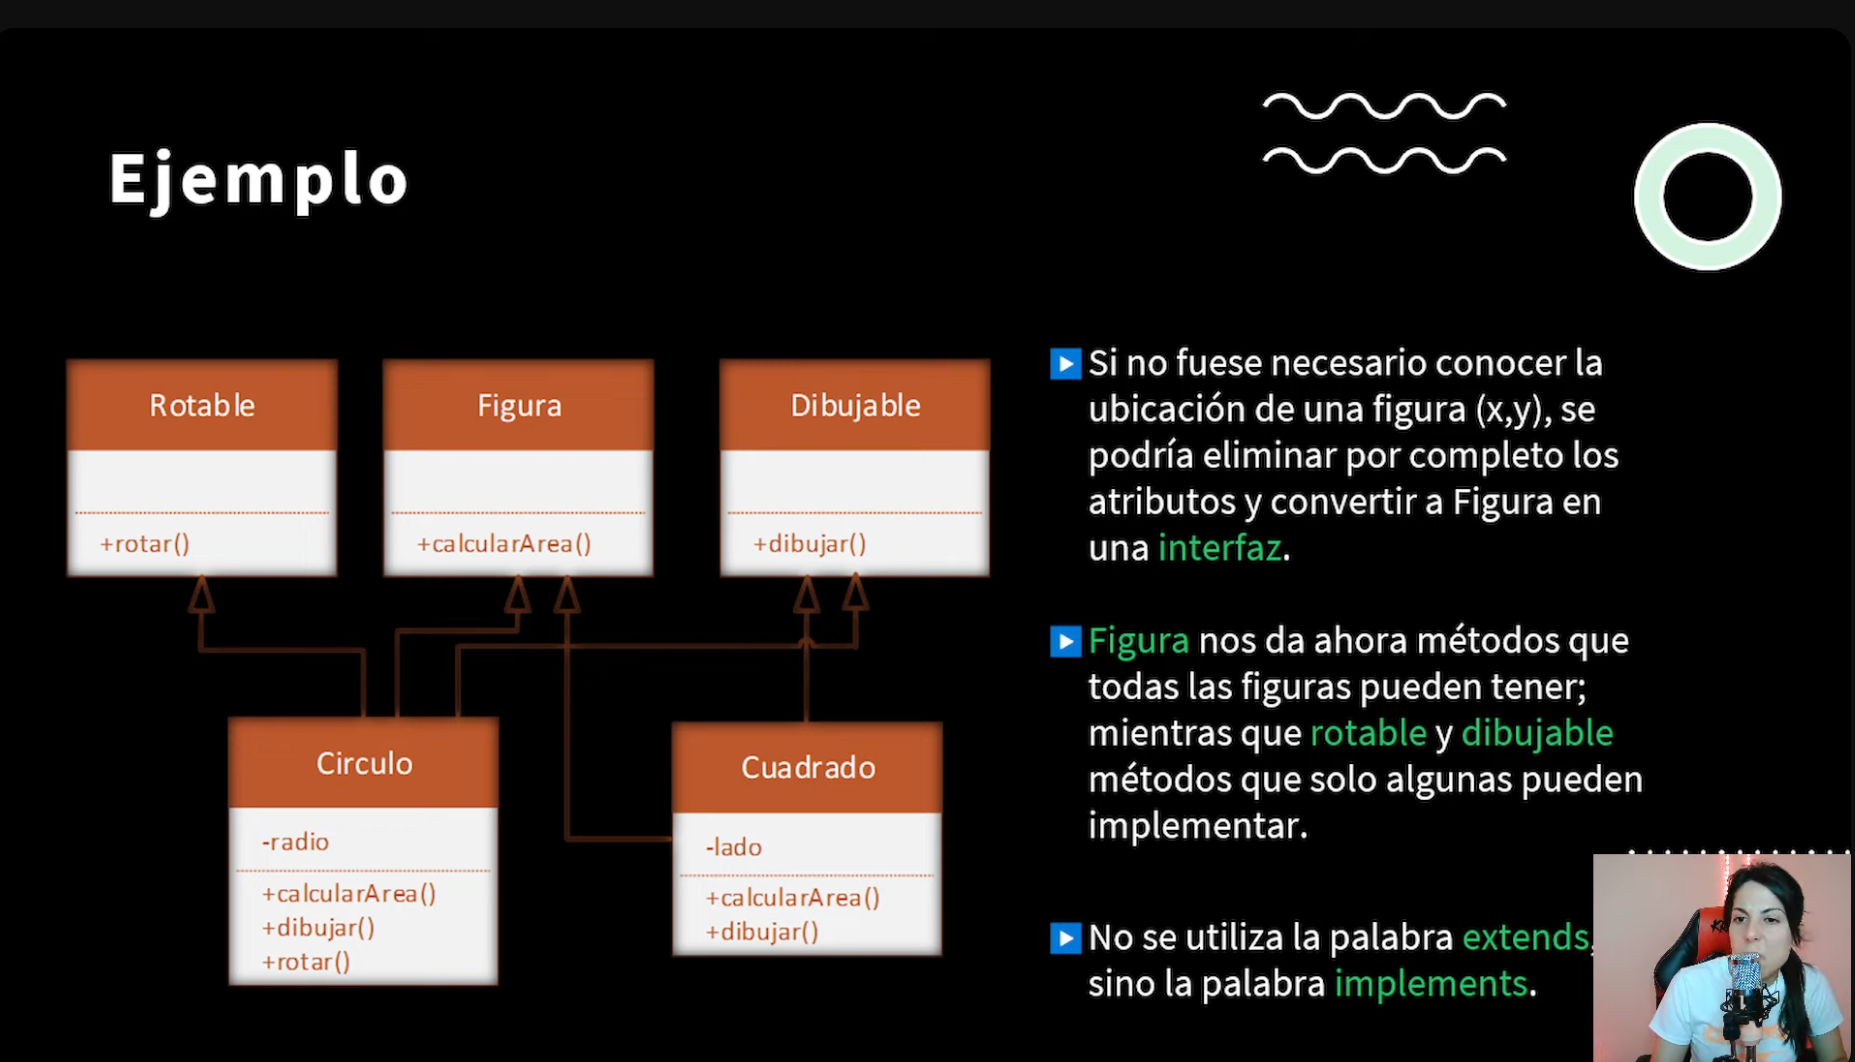 Ejemplo
Rotable
+rotar()
Figura
+calcularArea()
Dibujable
+dibujar()
Circulo
-radio
+calcularArea()
+dibujar()
+rotar()
Cuadrado
-lado
+calcularArea()
+dibujar()
Si no fuese necesario conocer la
ubicación de una figura (x,y), se
podría eliminar por completo los
atributos y convertir a Figura en
una interfaz.
Figura nos da ahora métodos que
todas las figuras pueden tener;
mientras que rotable y dibujable
métodos que solo algunas pueden
implementar.
No se utiliza la palabra extends,
sino la palabra implements.